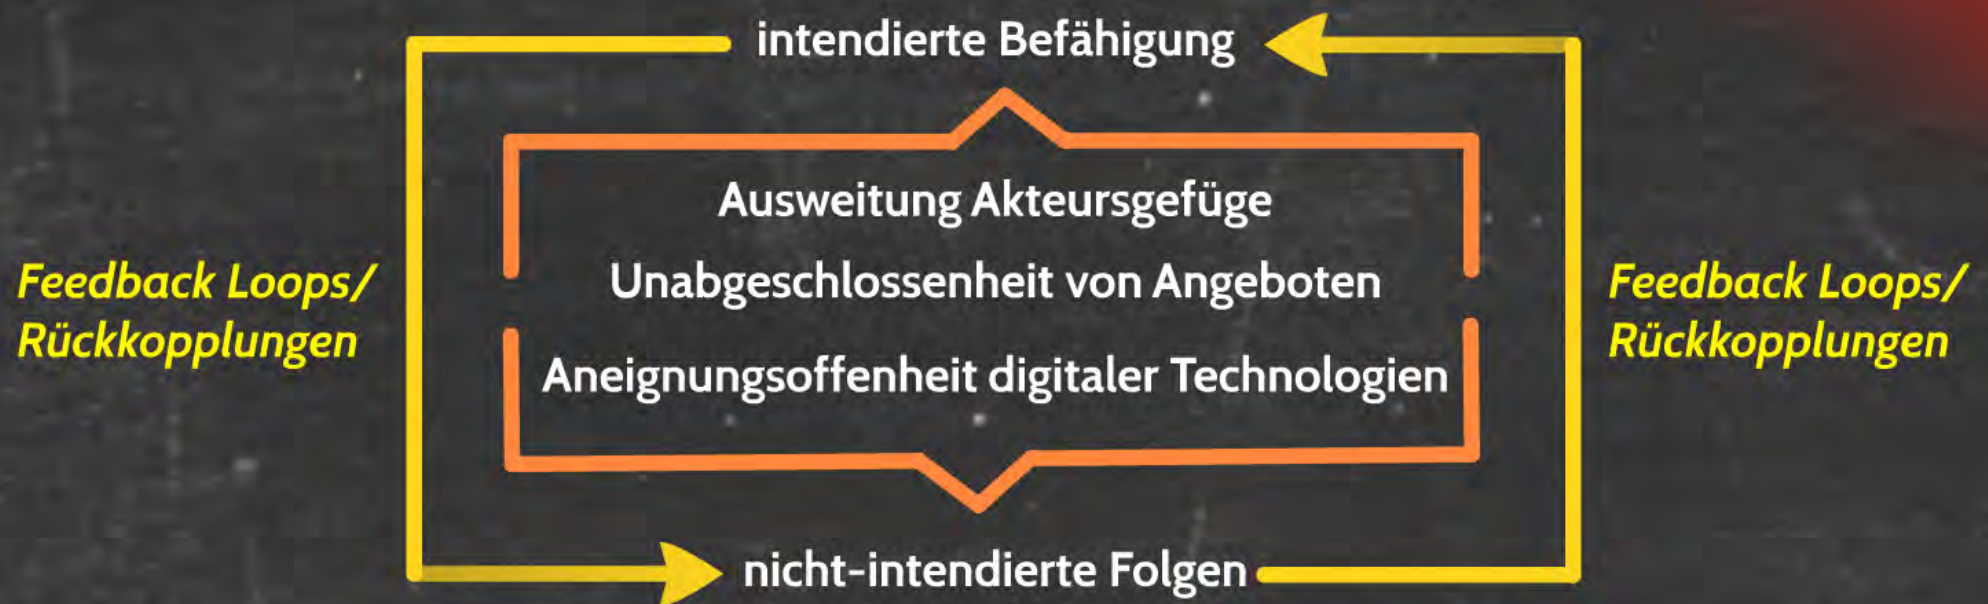 intendierte Befähigung
Ausweitung Akteursgefüge
Unabgeschlossenheit von Angeboten
Aneignungsoffenheit digitaler Technologien
Feedback Loops/
Rückkopplungen
Feedback Loops/
Rückkopplungen
nicht-intendierte Folgen